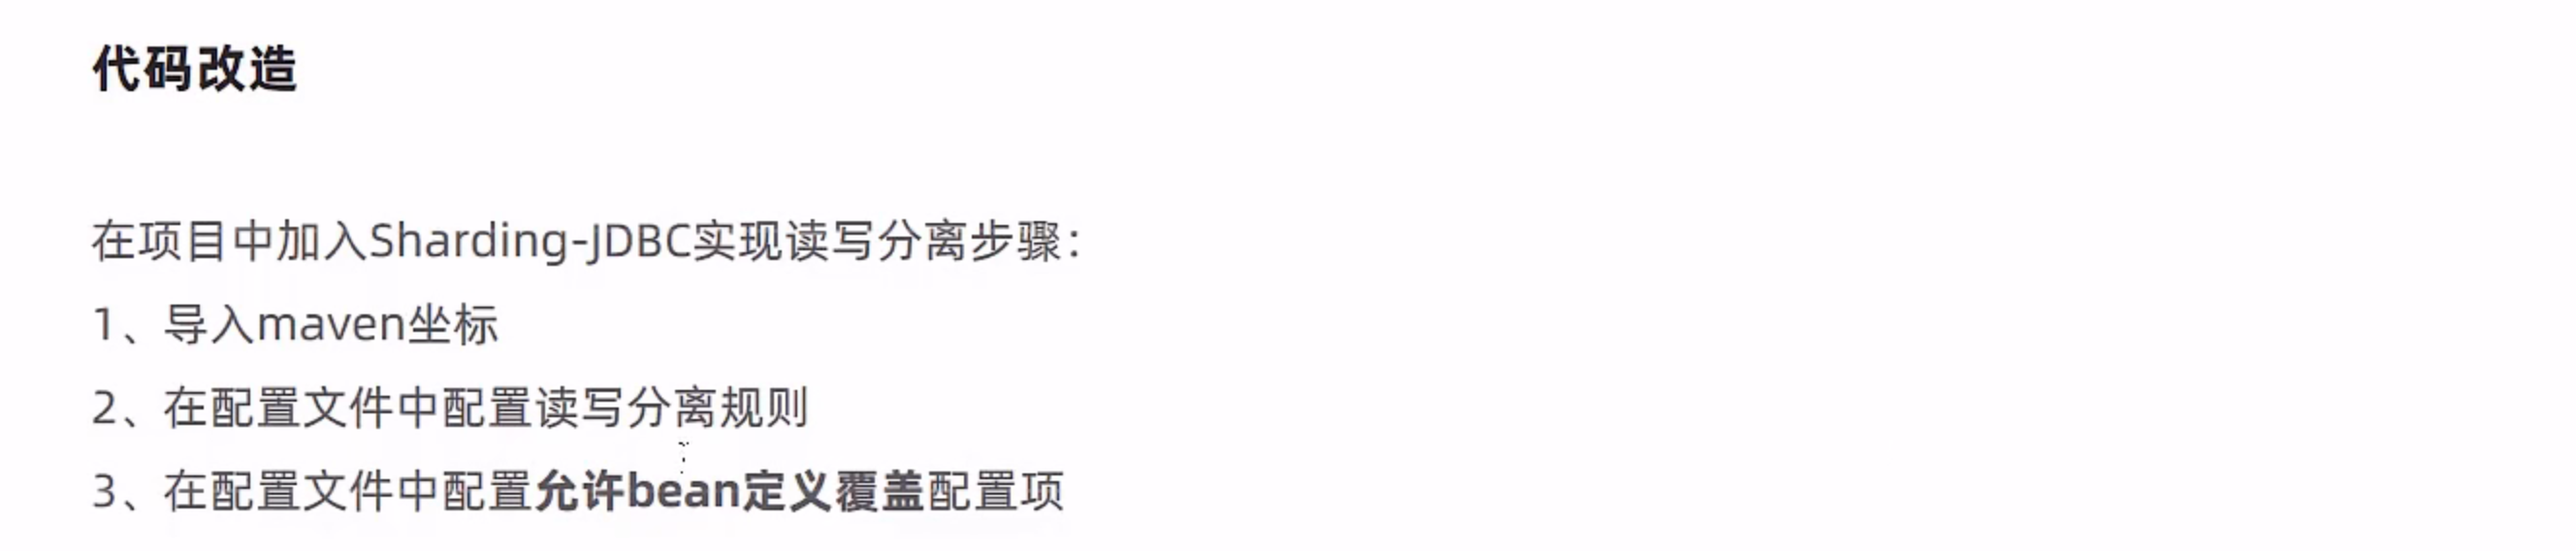 代码改造
在项目中加入Sharding-JDBC实现读写分离步骤：
1、导入maven坐标
2、在配置文件中配置读写分离规则
3、在配置文件中配置允许bean定义覆盖配置项